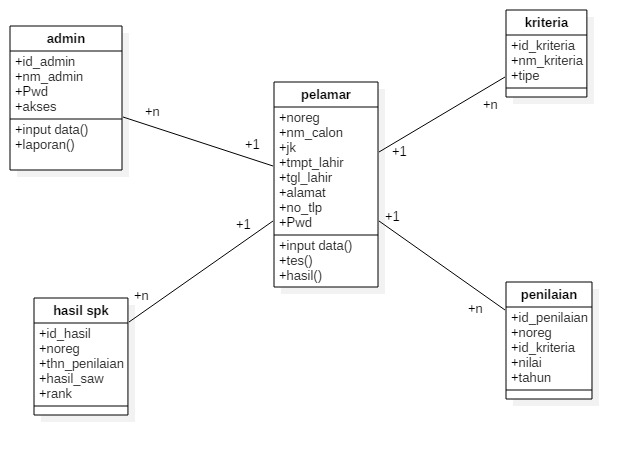 admin
+id_admin
+nm_admin
+Pwd
+akses
+input data()
+laporan()
+n
+1
pelamar
+noreg
+nm_calon
+jk
+tmpt_lahir
+tgl_lahir
+alamat
+no_tlp
+Pwd
+input data()
+tes()
+hasil()
kriteria
+id_kriteria
+nm_kriteria
+tipe
+n
+1
+1
+n
hasil spk
+id_hasil
+noreg
+thn_penilaian
+hasil_saw
+rank
+1
+n
penilaian
+id_penilaian
+noreg
+id_kriteria
+nilai
+tahun